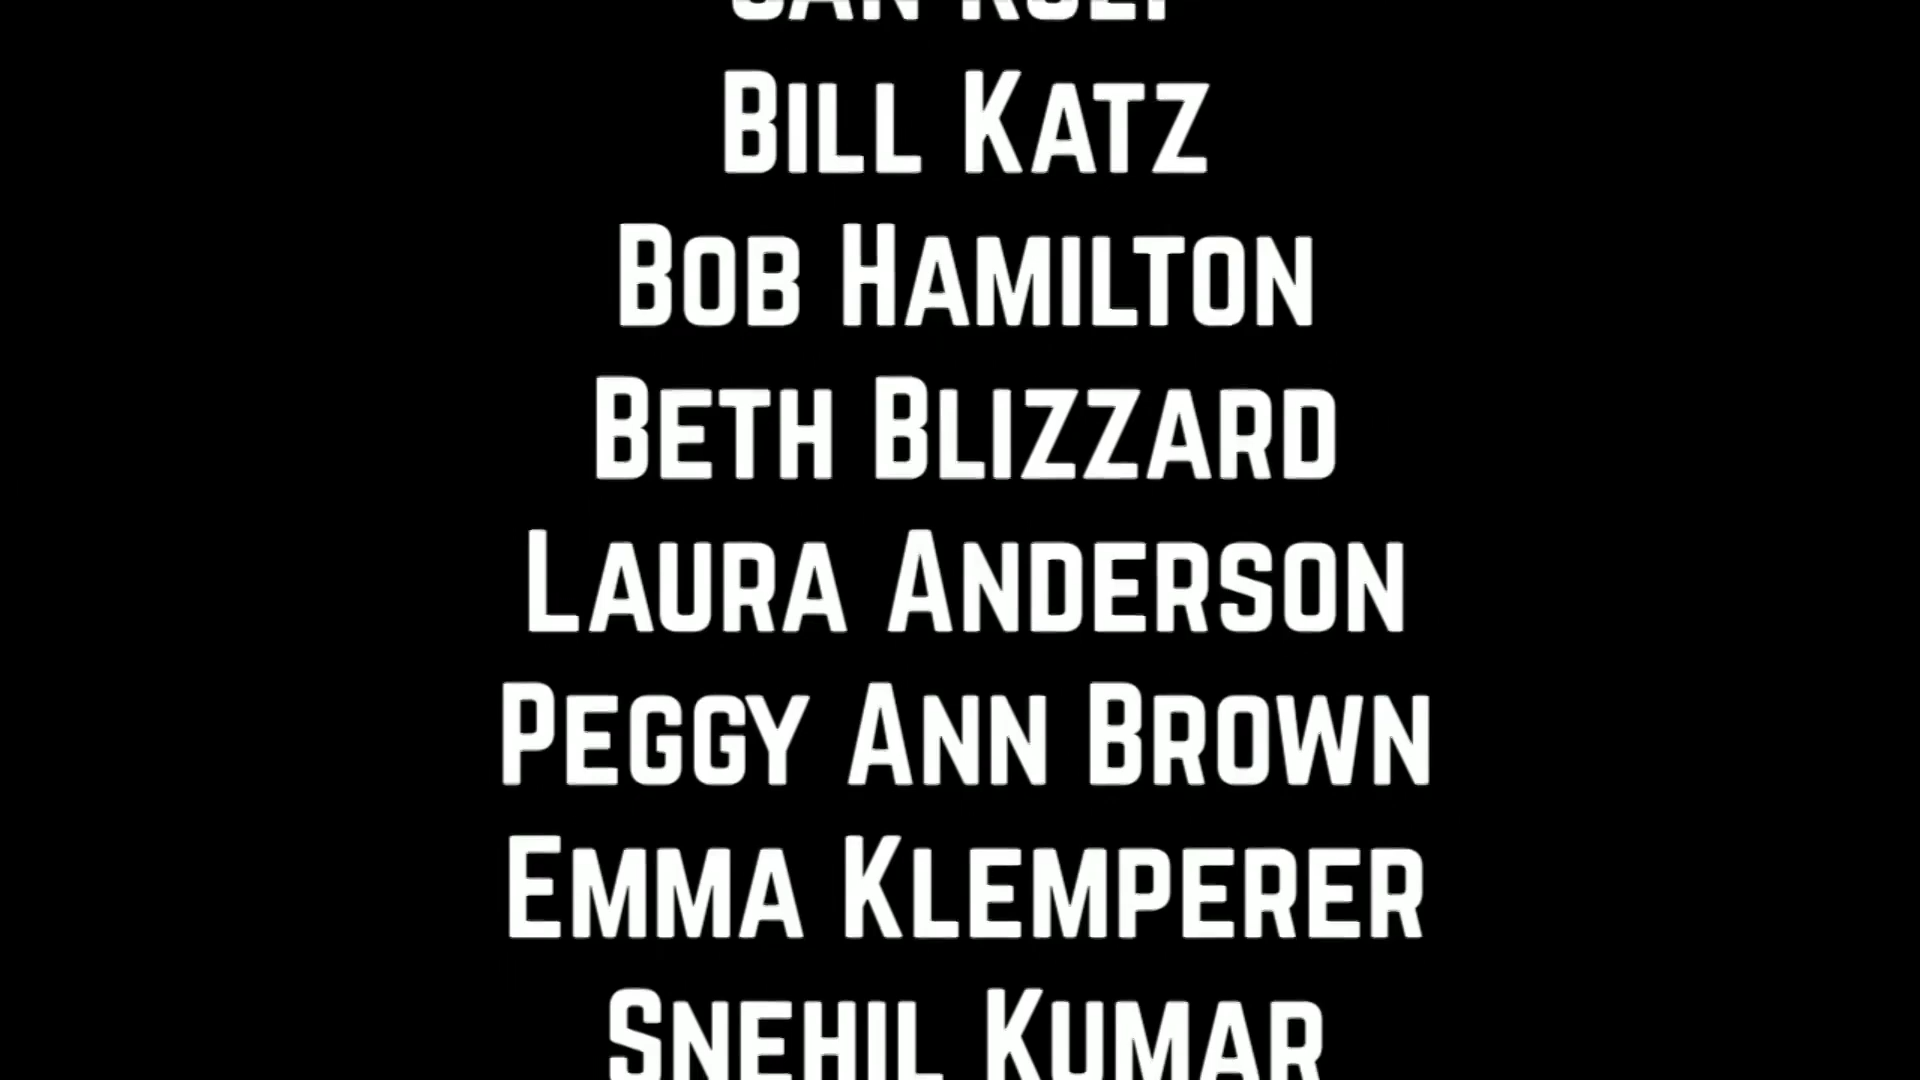 Bill Katz
Bob Hamilton
Beth Blizzard
Laura Anderson
Peggy Ann Brown
Emma Klemperer
Snehil Kumar